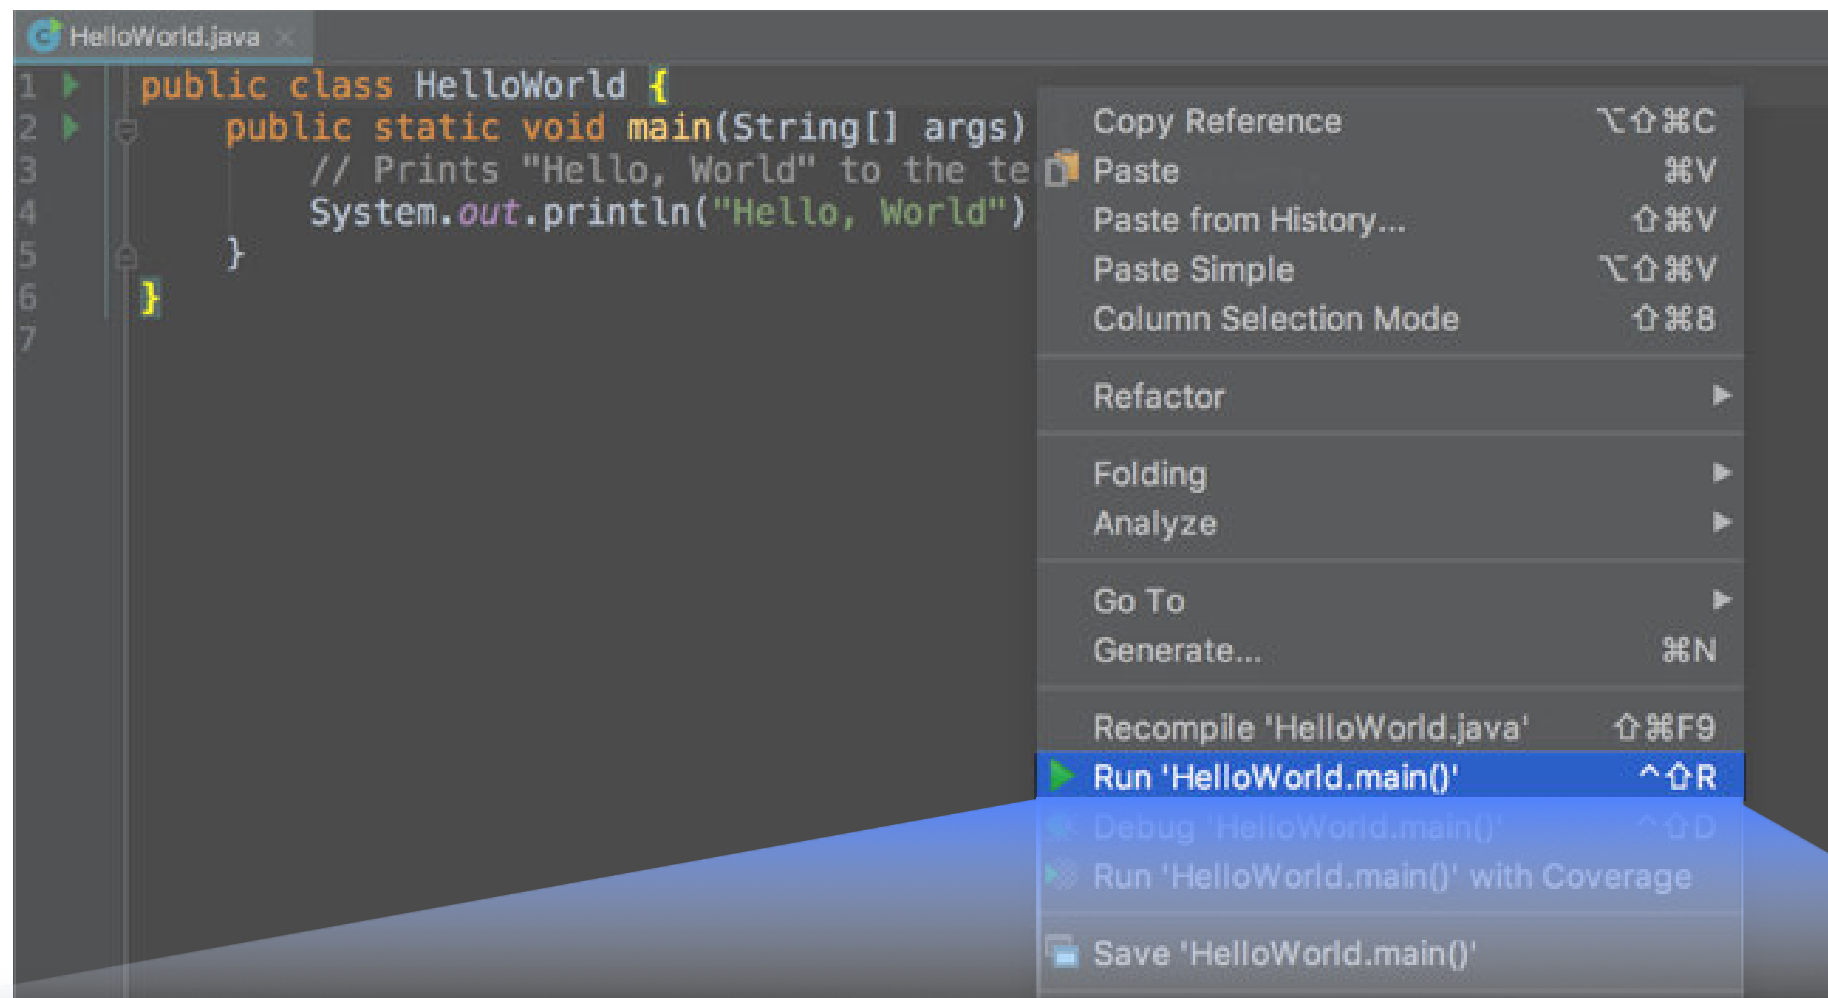 HelloWorld.java
1 public class HelloWorld {
2 public static void main(String[] args)
3 // Prints "Hello, World" to the te
4 System.out.println("Hello, World")
5 }
6 }
7
Copy Reference ⌥⇧⌘C
Paste ⌘V
Paste from History... ⇧⌘V
Paste Simple ⌥⇧⌘V
Column Selection Mode ⇧⌘8
Refactor
Folding
Analyze
Go To
Generate... ⌘N
Recompile 'HelloWorld.java' ⇧⌘F9
Run 'HelloWorld.main()' ^⇧R
Debug 'HelloWorld.main()' ^⇧D
Run 'HelloWorld.main()' with Coverage
Save 'HelloWorld.main()'